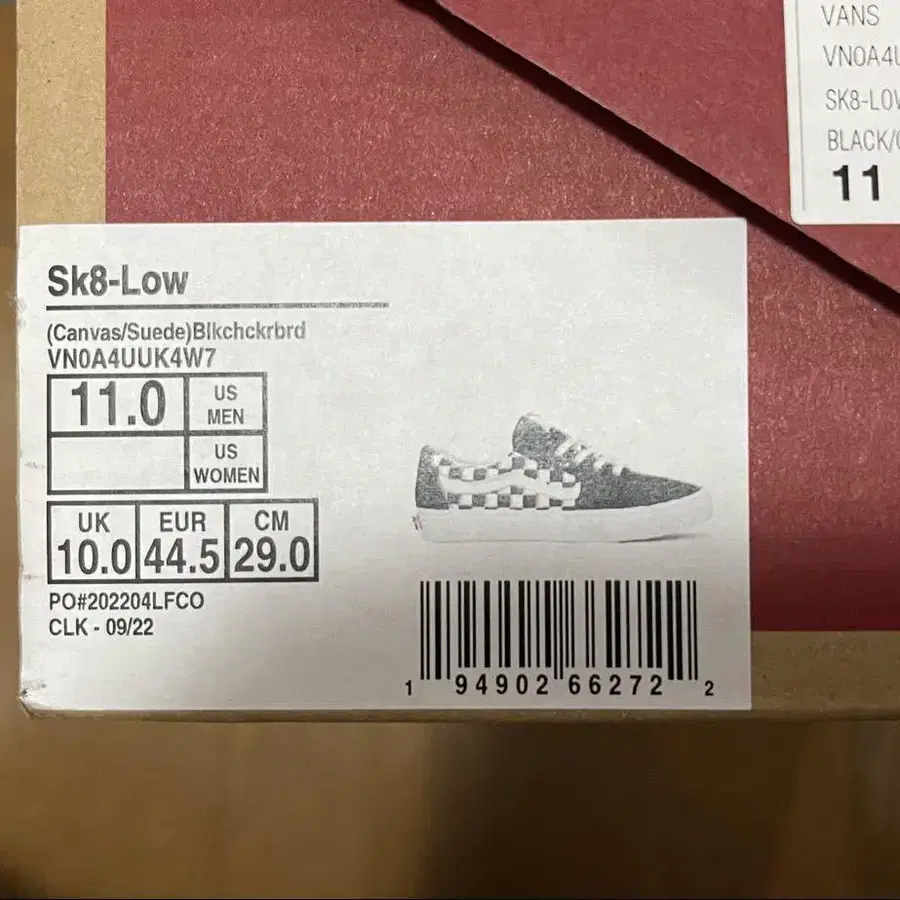 VANS
SK8-LOW
BLACK/
11
Sk8-Low
(Canvas/Suede)Blkchckrbrd
VN0A4UUK4W7
11.0 US MEN
US WOMEN
UK EUR CM
10.0 44.5 29.0
PO#202204LFCO
CLK - 09/22
1 94902 66272 2